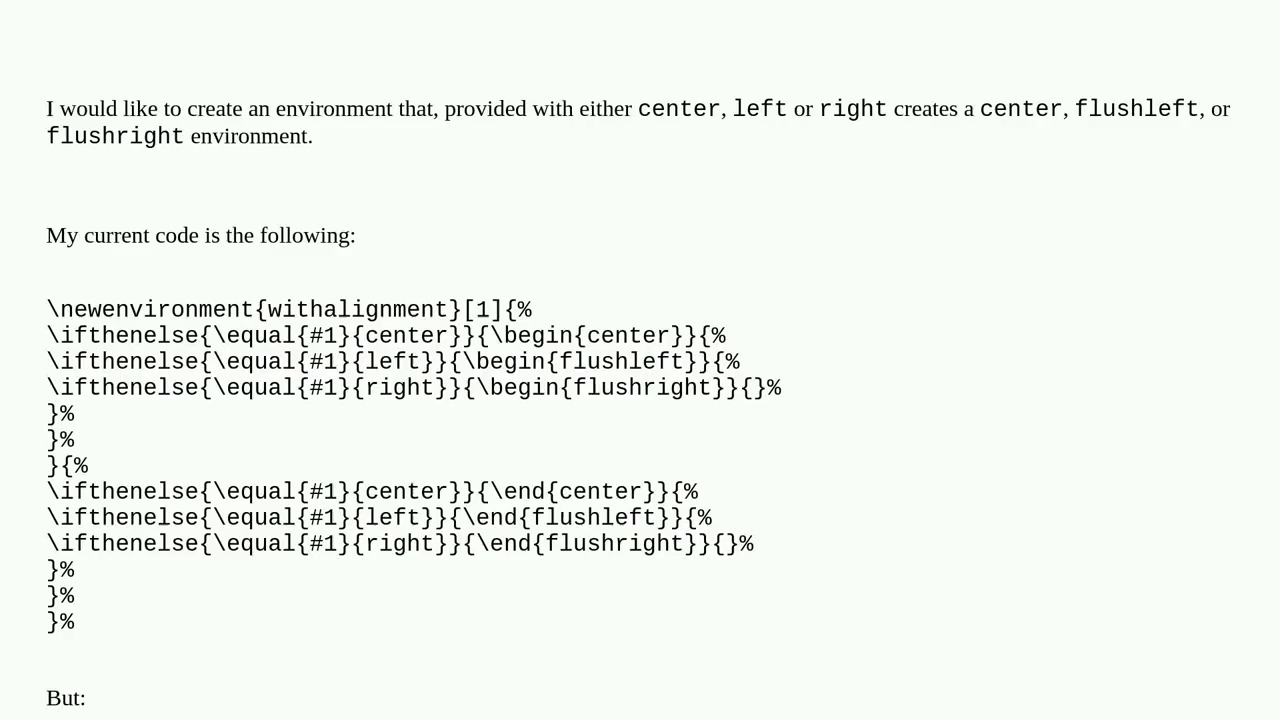 I would like to create an environment that, provided with either center, left or right creates a center, flushleft, or
flushright environment.
My current code is the following:
\newenvironment{withalignment}[1]{%
\ifthenelse{\equal{#1}{center}}{\begin{center}}{%
\ifthenelse{\equal{#1}{left}}{\begin{flushleft}}{%
\ifthenelse{\equal{#1}{right}}{\begin{flushright}}{}%
}%
}%
}{%
\ifthenelse{\equal{#1}{center}}{\end{center}}{%
\ifthenelse{\equal{#1}{left}}{\end{flushleft}}{%
\ifthenelse{\equal{#1}{right}}{\end{flushright}}{}%
}%
}%
}%
But: